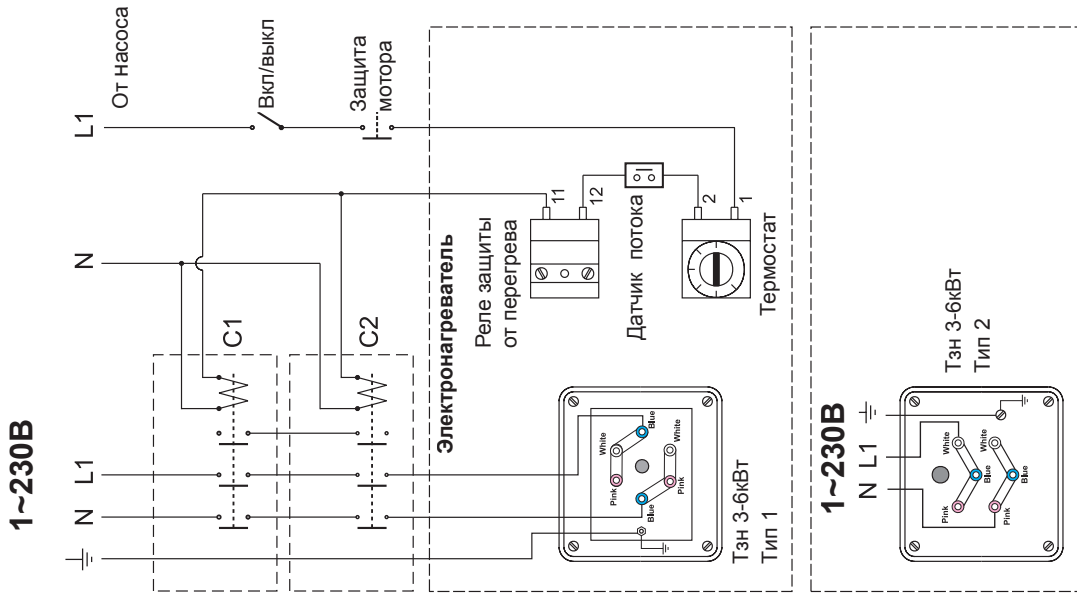 1~230В
N
L1
N
L1
От насоса
Вкл/выкл
Защита
мотора
C1
C2
Электронагреватель
Реле защиты
от перегрева
11
12
Датчик потока
2
1
Термостат
White
Blue
Pink
White
Blue
Pink
Тэн 3-6кВт
Тип 1
1~230В
N
L1
Тэн 3-6кВт
Тип 2
White
White
Blue
Blue
Pink
Pink